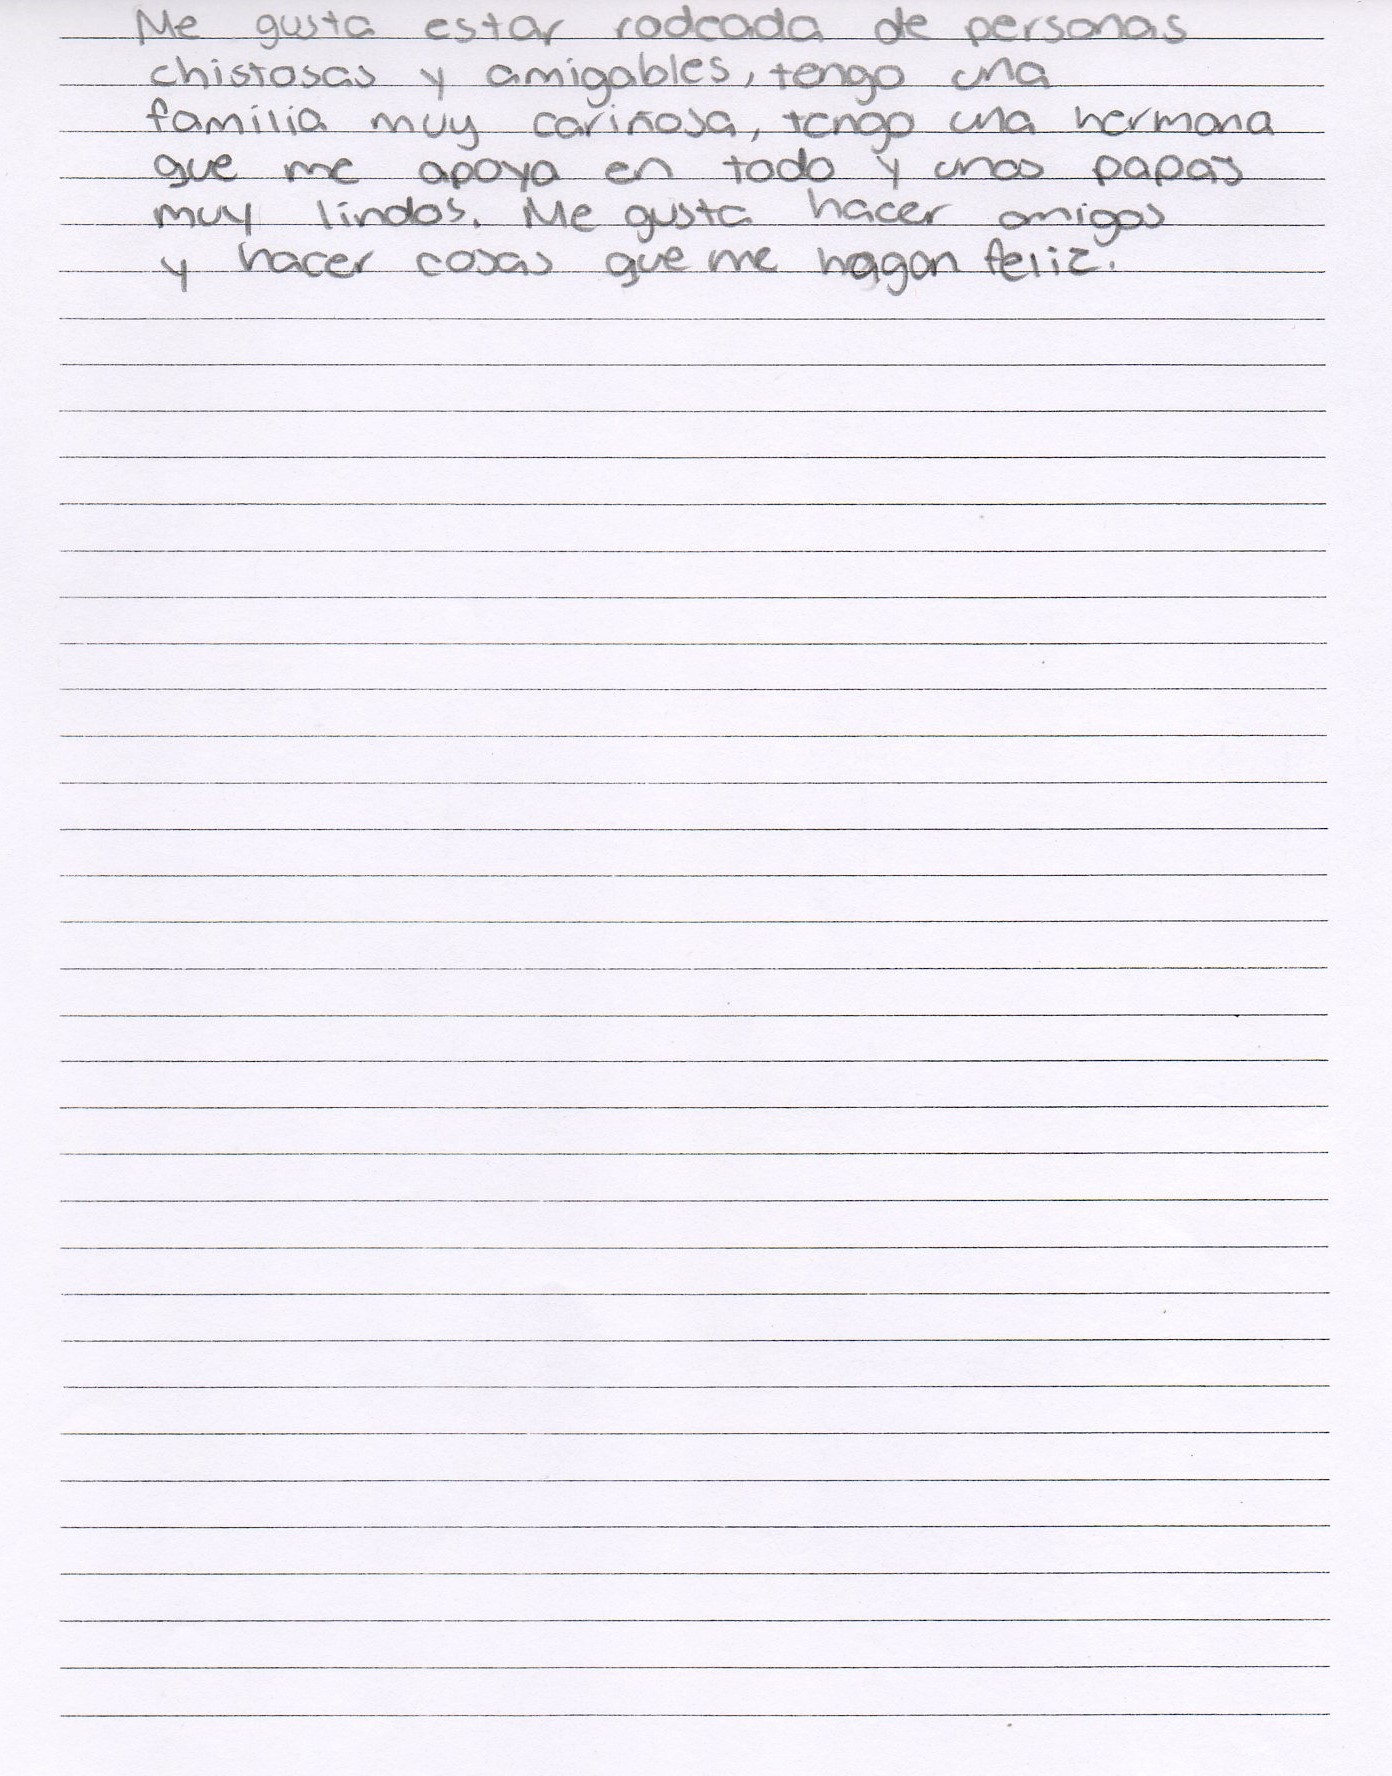 Me gusta estar rodeada de personas
chistosas y amigables, tengo una
familia muy cariñosa, tengo una hermana
que me apoya en todo y unos papas
muy lindos. Me gusta hacer amigos
y hacer cosas que me hagan feliz.